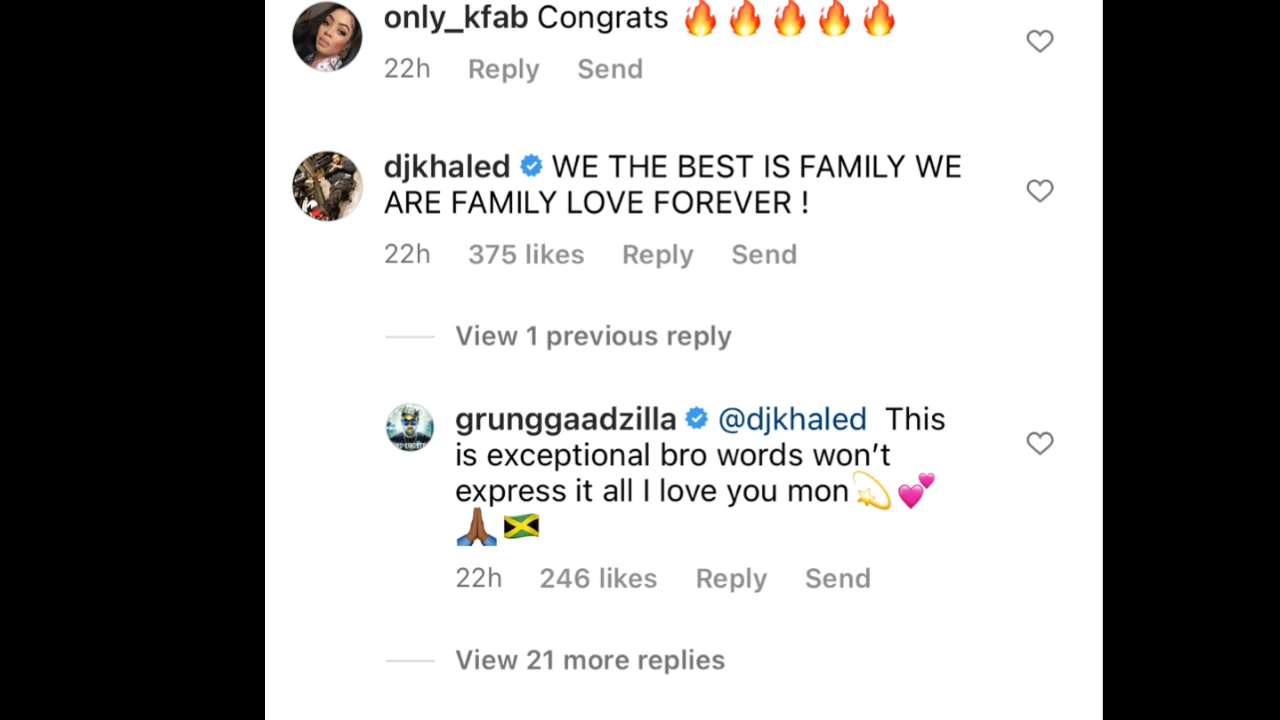 only_kfab Congrats 🔥🔥🔥🔥🔥
22h Reply Send
djkhaled WE THE BEST IS FAMILY WE
ARE FAMILY LOVE FOREVER !
22h 375 likes Reply Send
View 1 previous reply
grunggaadzilla @djkhaled This
is exceptional bro words won’t
express it all I love you mon💫💕
🙏🏾🇯🇲
22h 246 likes Reply Send
View 21 more replies